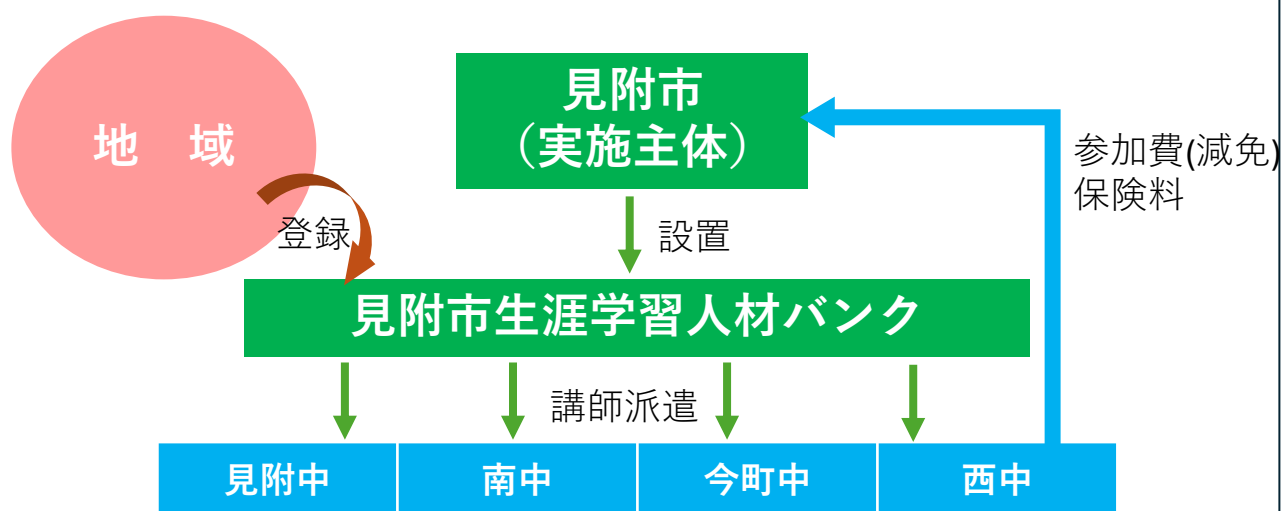 見附市
（実施主体）
地　域
参加費(減免)
保険料
登録
設置
見附市生涯学習人材バンク
講師派遣
見附中
南中
今町中
西中